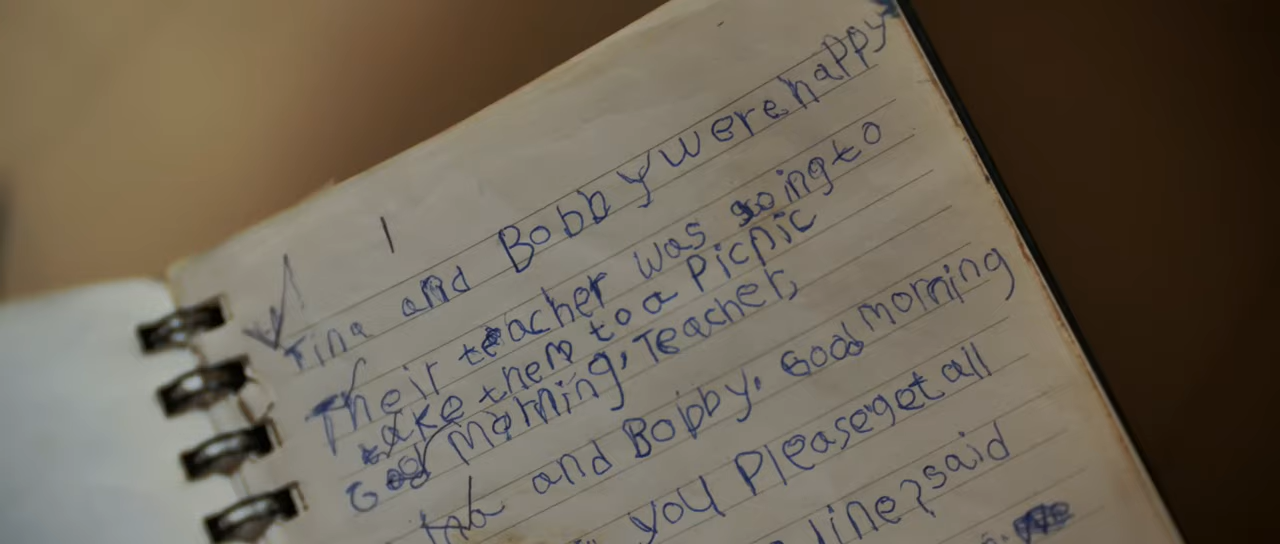 1
Tina and Bobby were happy
Their teacher was going to
take them to a Picnic
Good Morning, Teacher,
and Bobby. Good morning
you Please get all
line? said